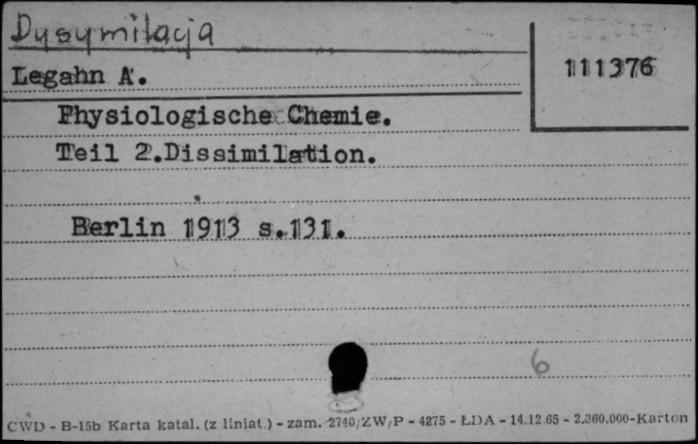 Dysymilacja
Legahn A.
111376
Physiologische Chemie.
Teil 2.Dissimilation.
Berlin 1913 s.131.
6
CWD - B-15b Karta katal. (z liniat.) - zam. 2740/ZW/P - 4275 - ŁDA - 14.12.65 - 2.360.000-Karton